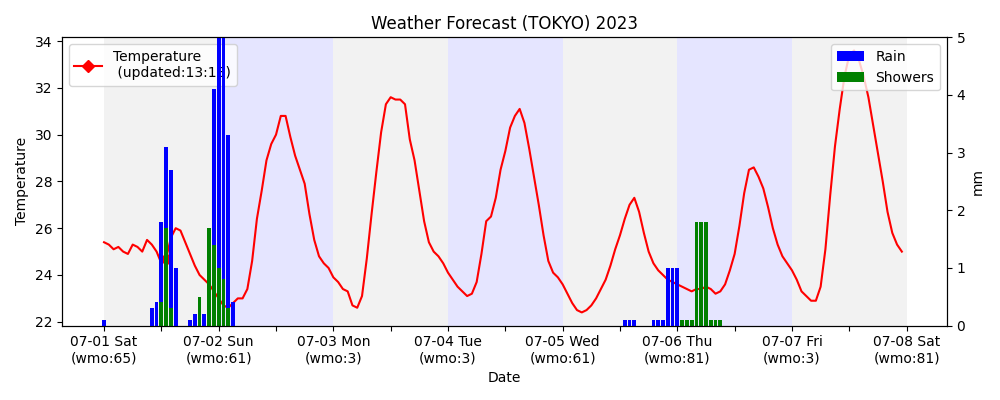 Weather Forecast (TOKYO) 2023
Temperature
(updated:13:15)
Rain
Showers
34
32
30
28
26
24
22
Temperature
5
4
3
2
1
0
mm
07-01 Sat
(wmo:65)
07-02 Sun
(wmo:61)
07-03 Mon
(wmo:3)
07-04 Tue
(wmo:3)
07-05 Wed
(wmo:61)
07-06 Thu
(wmo:81)
07-07 Fri
(wmo:3)
07-08 Sat
(wmo:81)
Date